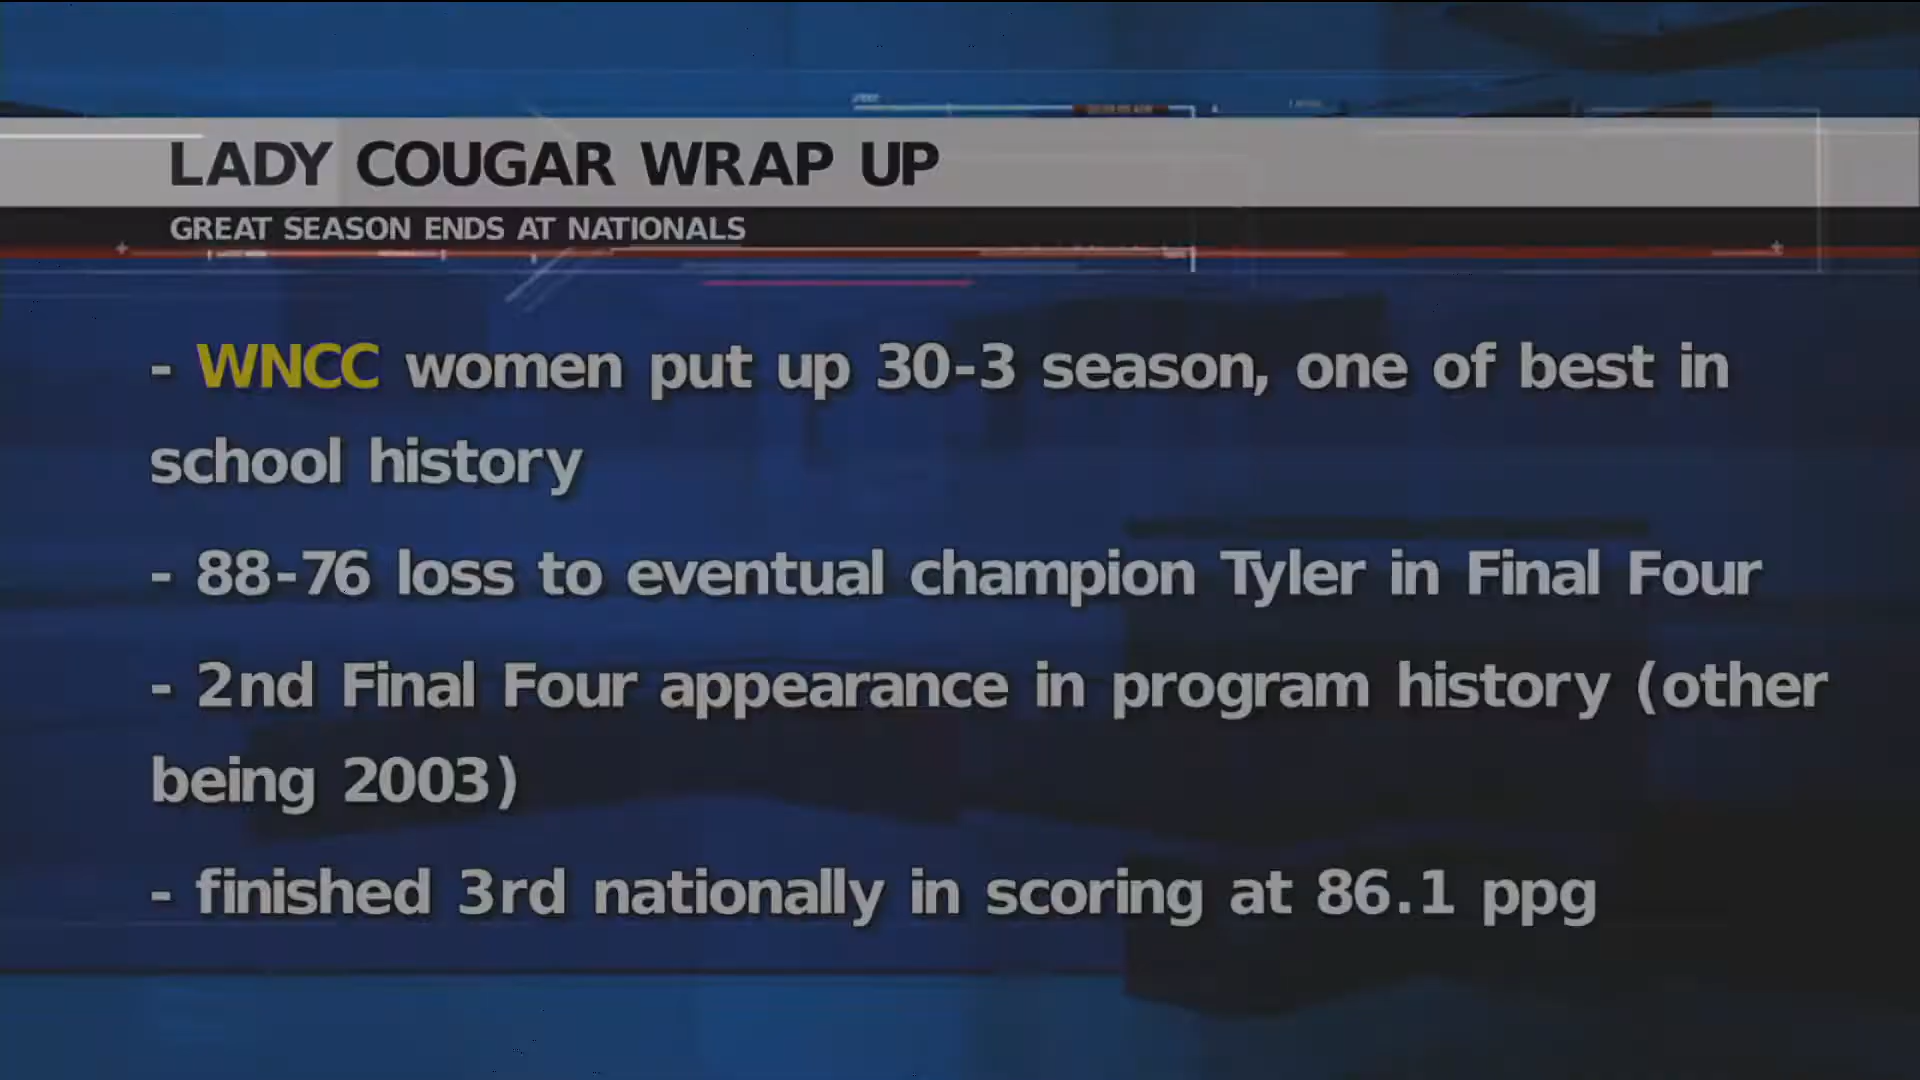 LADY COUGAR WRAP UP
GREAT SEASON ENDS AT NATIONALS
- WNCC women put up 30-3 season, one of best in
school history
- 88-76 loss to eventual champion Tyler in Final Four
- 2nd Final Four appearance in program history (other
being 2003)
- finished 3rd nationally in scoring at 86.1 ppg